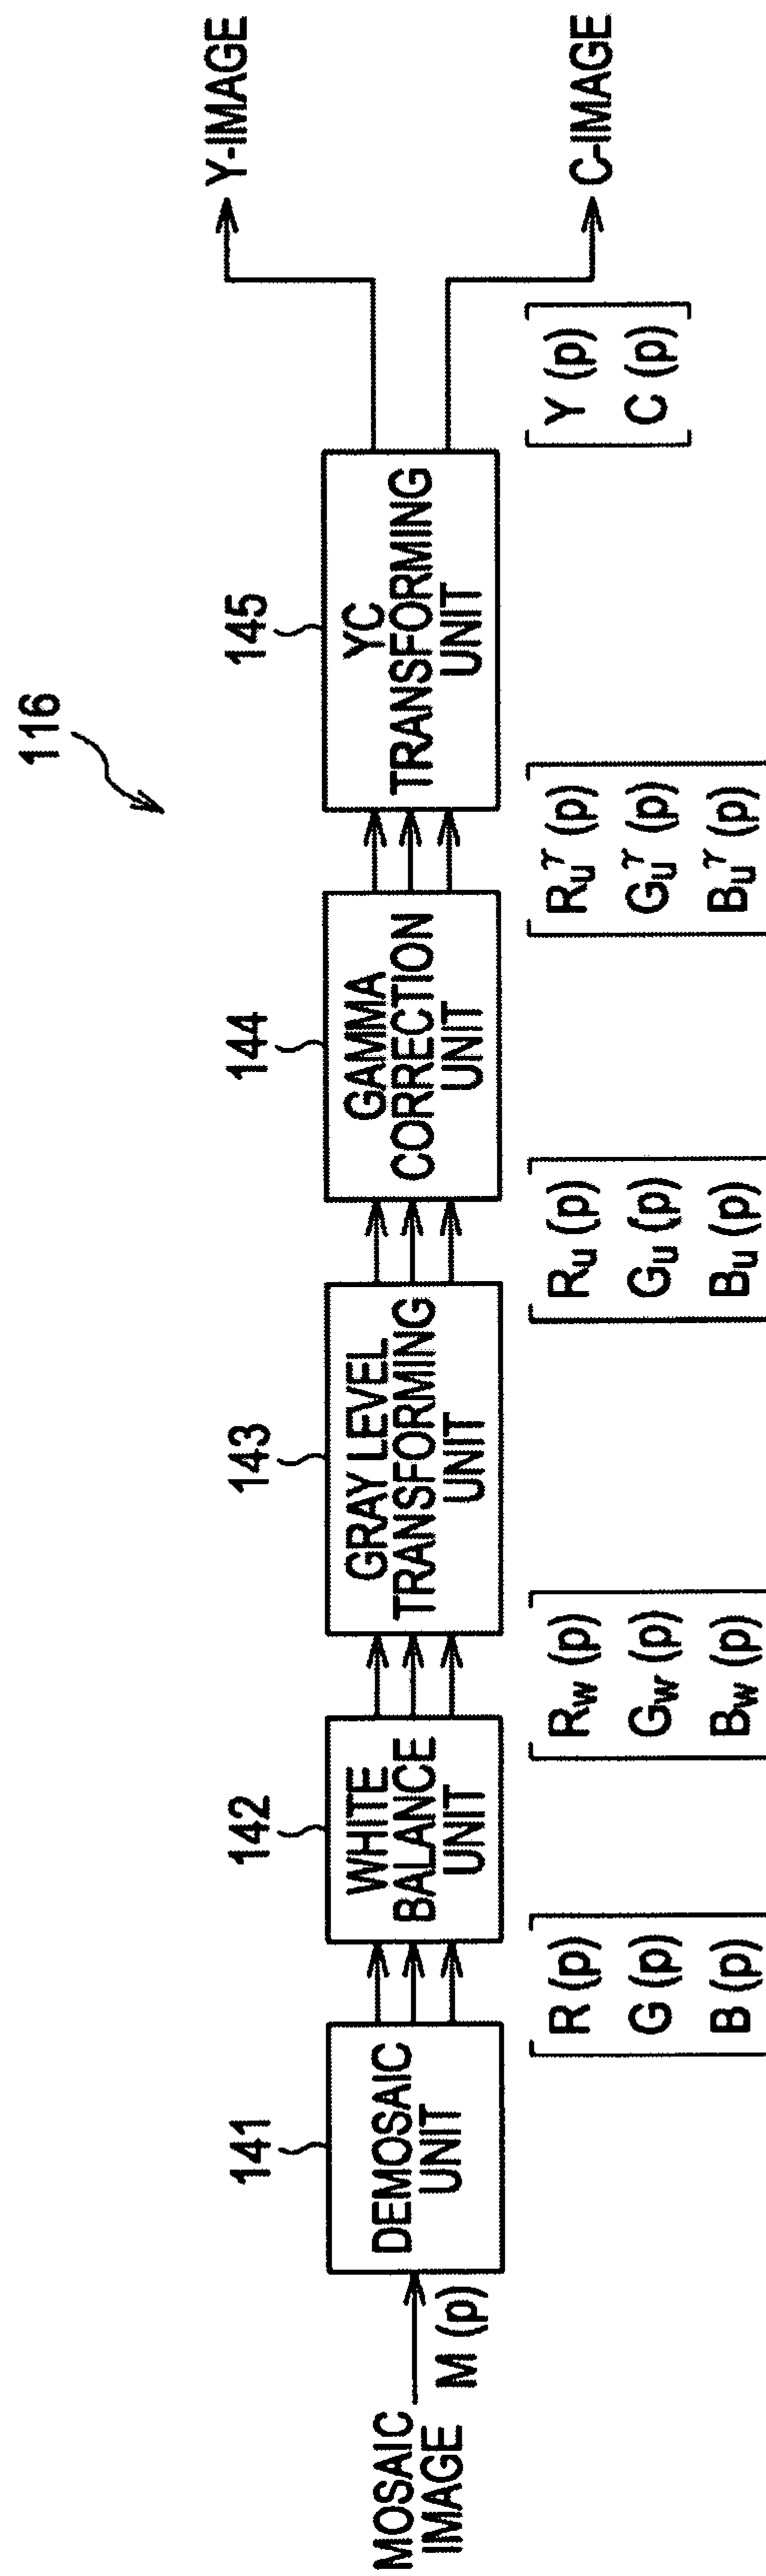 116
MOSAIC
IMAGE
M (p)
141
DEMOSAIC
UNIT
R (p)
G (p)
B (p)
142
WHITE
BALANCE
UNIT
R_w (p)
G_w (p)
B_w (p)
143
GRAY LEVEL
TRANSFORMING
UNIT
R_u (p)
G_u (p)
B_u (p)
144
GAMMA
CORRECTION
UNIT
R_u^γ (p)
G_u^γ (p)
B_u^γ (p)
145
YC
TRANSFORMING
UNIT
Y (p)
C (p)
Y-IMAGE
C-IMAGE